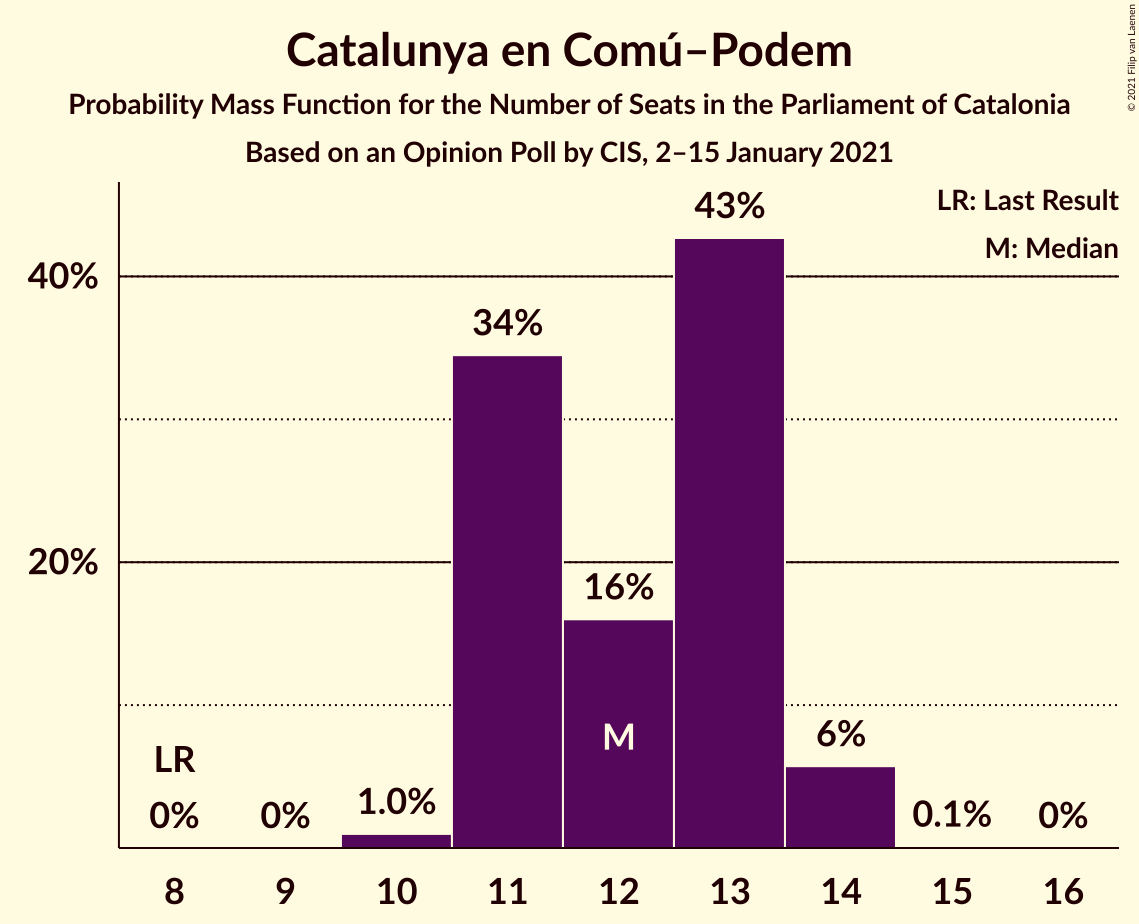 Catalunya en Comú–Podem
Probability Mass Function for the Number of Seats in the Parliament of Catalonia
Based on an Opinion Poll by CIS, 2–15 January 2021
© 2021 Filip van Laenen
LR: Last Result
M: Median
40%
20%
LR
0%
0%
1.0%
34%
16%
M
43%
6%
0.1%
0%
8 9 10 11 12 13 14 15 16